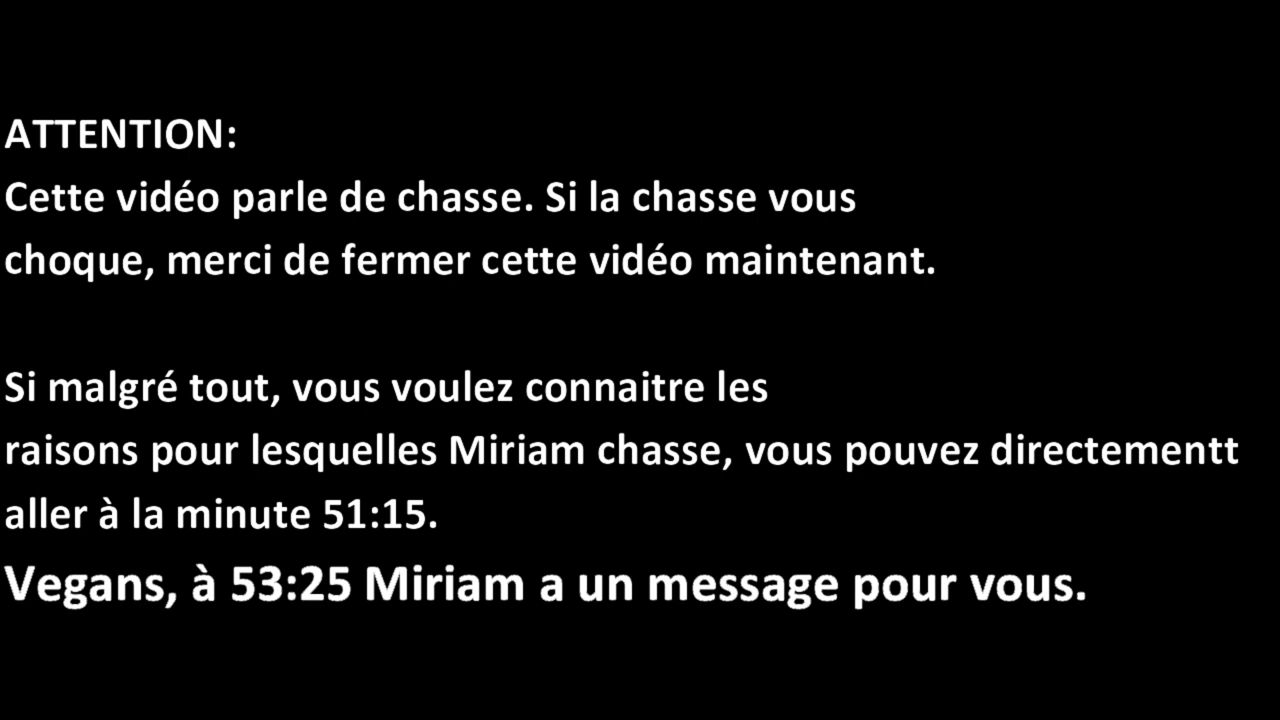 ATTENTION:
Cette vidéo parle de chasse. Si la chasse vous
choque, merci de fermer cette vidéo maintenant.
Si malgré tout, vous voulez connaitre les
raisons pour lesquelles Miriam chasse, vous pouvez directementt
aller à la minute 51:15.
Vegans, à 53:25 Miriam a un message pour vous.